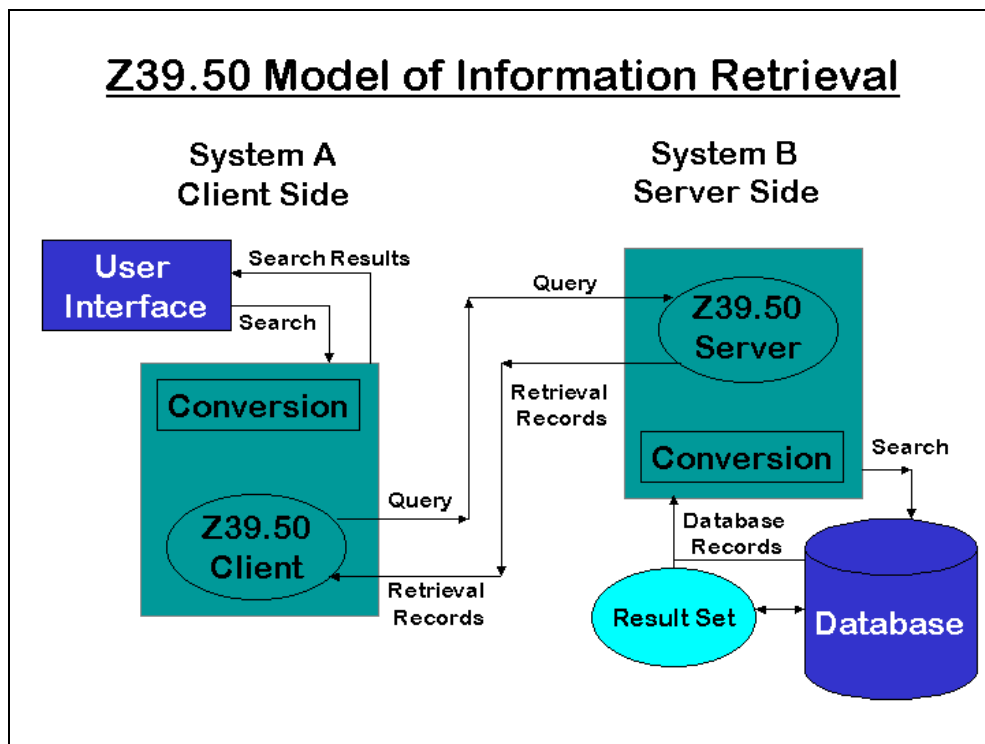 Z39.50 Model of Information Retrieval
System A
Client Side
System B
Server Side
User
Interface
Search Results
Search
Conversion
Z39.50
Client
Query
Retrieval
Records
Query
Retrieval
Records
Z39.50
Server
Conversion
Search
Database
Records
Result Set
Database